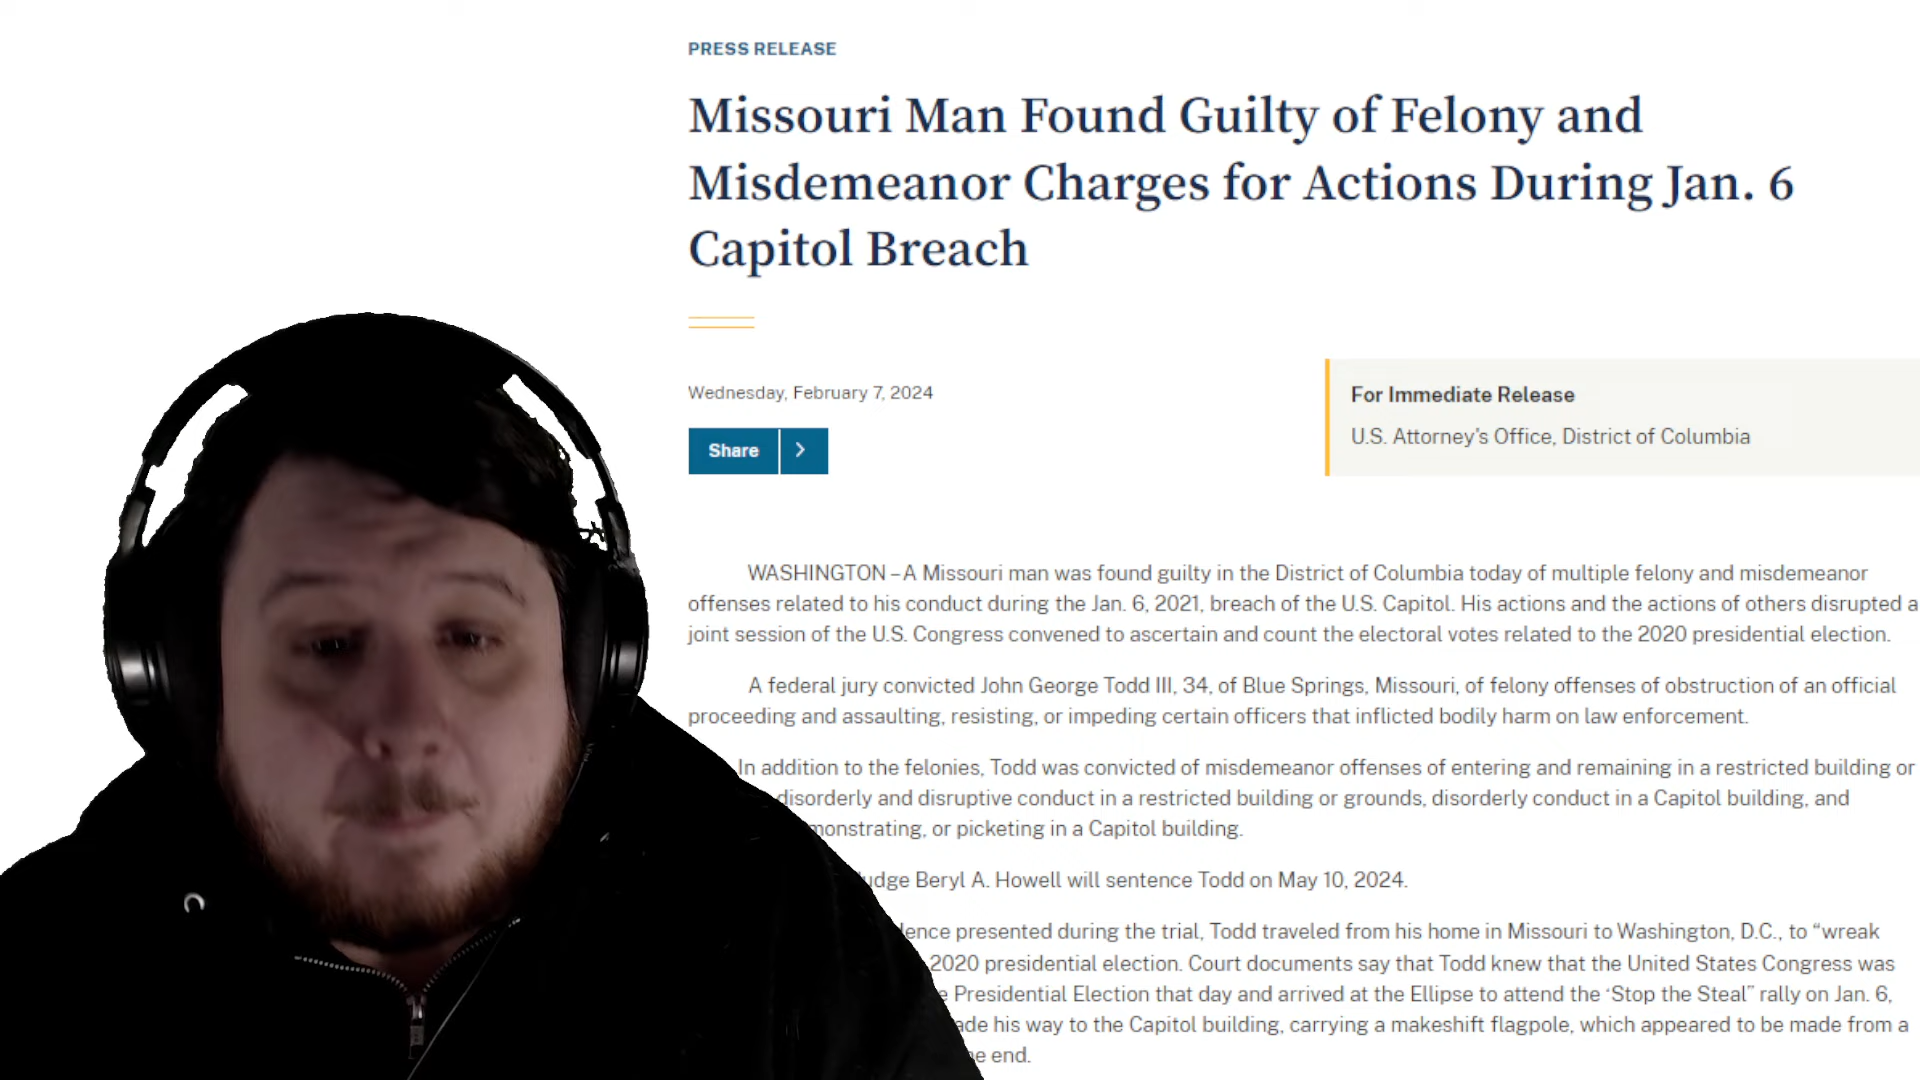 PRESS RELEASE
Missouri Man Found Guilty of Felony and
Misdemeanor Charges for Actions During Jan. 6
Capitol Breach
Wednesday, February 7, 2024
Share
For Immediate Release
U.S. Attorney's Office, District of Columbia
WASHINGTON – A Missouri man was found guilty in the District of Columbia today of multiple felony and misdemeanor
offenses related to his conduct during the Jan. 6, 2021, breach of the U.S. Capitol. His actions and the actions of others disrupted a
joint session of the U.S. Congress convened to ascertain and count the electoral votes related to the 2020 presidential election.
A federal jury convicted John George Todd III, 34, of Blue Springs, Missouri, of felony offenses of obstruction of an official
proceeding and assaulting, resisting, or impeding certain officers that inflicted bodily harm on law enforcement.
In addition to the felonies, Todd was convicted of misdemeanor offenses of entering and remaining in a restricted building or
disorderly and disruptive conduct in a restricted building or grounds, disorderly conduct in a Capitol building, and
monstrating, or picketing in a Capitol building.
udge Beryl A. Howell will sentence Todd on May 10, 2024.
dence presented during the trial, Todd traveled from his home in Missouri to Washington, D.C., to “wreak
2020 presidential election. Court documents say that Todd knew that the United States Congress was
e Presidential Election that day and arrived at the Ellipse to attend the ‘Stop the Steal” rally on Jan. 6,
ade his way to the Capitol building, carrying a makeshift flagpole, which appeared to be made from a
he end.